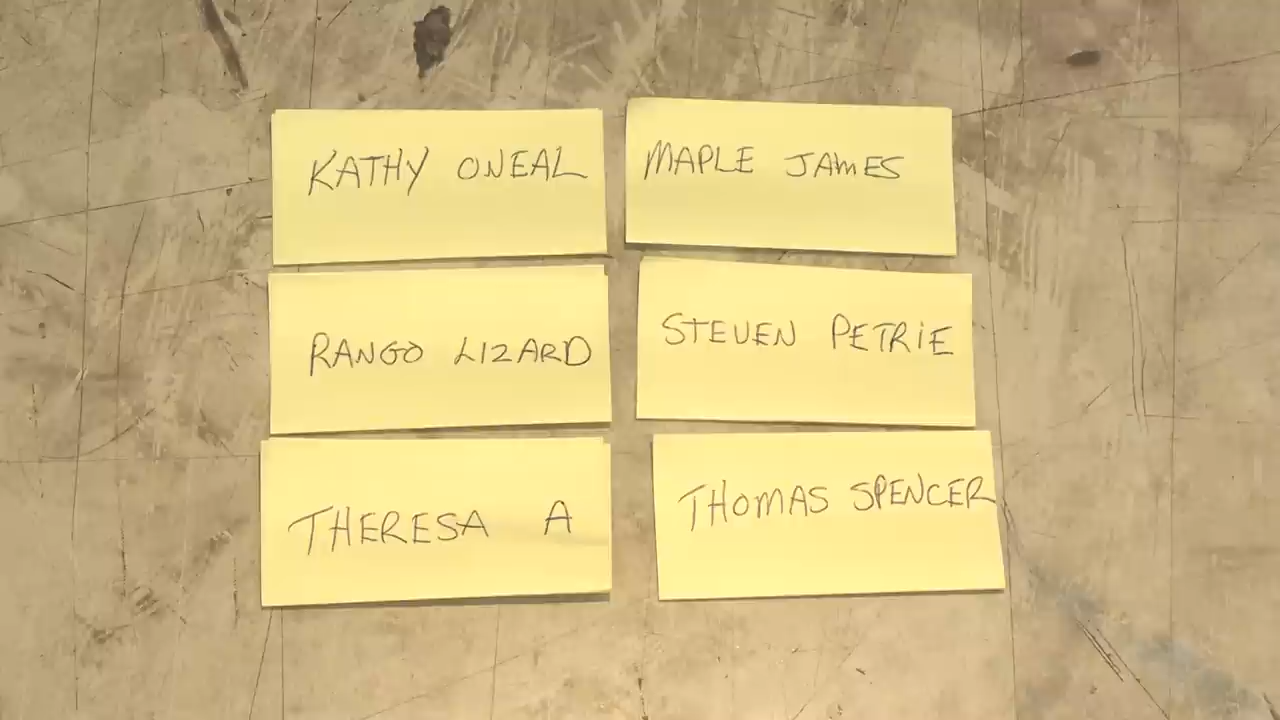 KATHY ONEAL
MAPLE JAMES
RANGO LIZARD
STEVEN PETRIE
THERESA A
THOMAS SPENCER